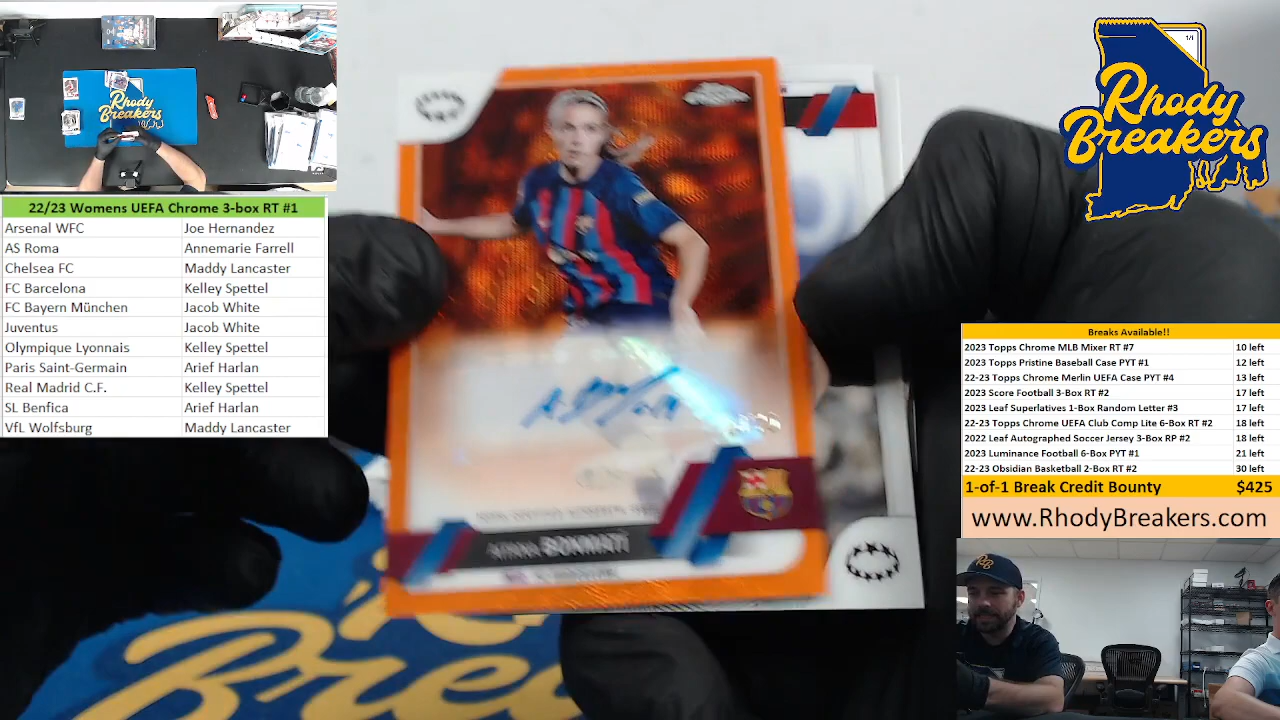 Rhody
Breakers
22/23 Womens UEFA Chrome 3-box RT #1
Arsenal WFC Joe Hernandez
AS Roma Annemarie Farrell
Chelsea FC Maddy Lancaster
FC Barcelona Kelley Spettel
FC Bayern München Jacob White
Juventus Jacob White
Olympique Lyonnais Kelley Spettel
Paris Saint-Germain Arief Harlan
Real Madrid C.F. Kelley Spettel
SL Benfica Arief Harlan
VfL Wolfsburg Maddy Lancaster
BONMATÍ
1/1
Rhody
Breakers
Breaks Available!!
2023 Topps Chrome MLB Mixer RT #7 10 left
2023 Topps Pristine Baseball Case PYT #1 12 left
22-23 Topps Chrome Merlin UEFA Case PYT #4 13 left
2023 Score Football 3-Box RT #2 17 left
2023 Leaf Superlatives 1-Box Random Letter #3 17 left
22-23 Topps Chrome UEFA Club Comp Lite 6-Box RT #2 18 left
2022 Leaf Autographed Soccer Jersey 3-Box RP #2 18 left
2023 Luminance Football 6-Box PYT #1 21 left
22-23 Obsidian Basketball 2-Box RT #2 30 left
1-of-1 Break Credit Bounty $425
www.RhodyBreakers.com